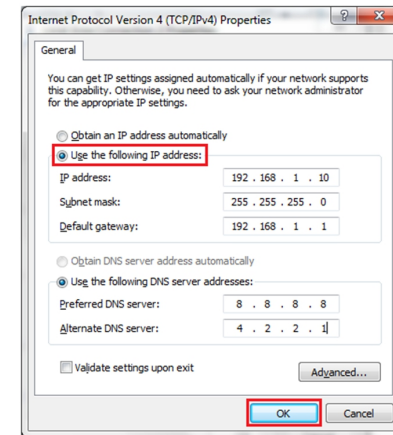 Internet Protocol Version 4 (TCP/IPv4) Properties
General
You can get IP settings assigned automatically if your network supports
this capability. Otherwise, you need to ask your network administrator
for the appropriate IP settings.
Obtain an IP address automatically
Use the following IP address:
IP address: 192 . 168 . 1 . 10
Subnet mask: 255 . 255 . 255 . 0
Default gateway: 192 . 168 . 1 . 1
Obtain DNS server address automatically
Use the following DNS server addresses:
Preferred DNS server: 8 . 8 . 8 . 8
Alternate DNS server: 4 . 2 . 2 . 1
Validate settings upon exit
Advanced...
OK Cancel